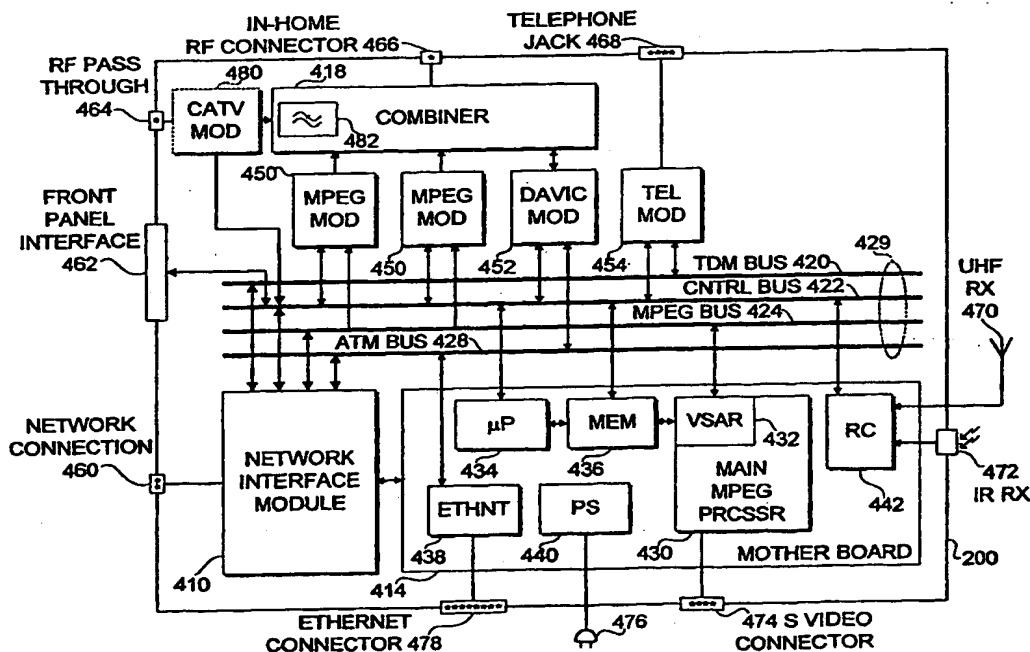 IN-HOME
RF CONNECTOR 466
TELEPHONE
JACK 468
RF PASS
THROUGH
464
480
CATV
MOD
418
COMBINER
482
450
MPEG
MOD
MPEG
MOD
450
DAVIC
MOD
452
TEL
MOD
454
FRONT
PANEL
INTERFACE
462
429
TDM BUS 420
CNTRL BUS 422
MPEG BUS 424
ATM BUS 428
UHF
RX
470
NETWORK
CONNECTION
460
NETWORK
INTERFACE
MODULE
410
µP
434
MEM
436
VSAR
432
MAIN
MPEG
PRCSSR
430
RC
442
472
IR RX
ETHNT
438
PS
440
MOTHER BOARD
414
200
ETHERNET
CONNECTOR 478
476
474 S VIDEO
CONNECTOR